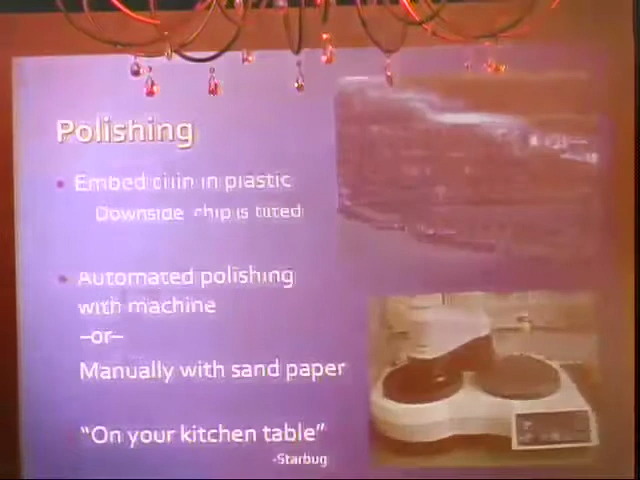 Polishing
Embed chip in plastic
Downside chip is tilted
Automated polishing
with machine
–or–
Manually with sand paper
“On your kitchen table”
-Starbug